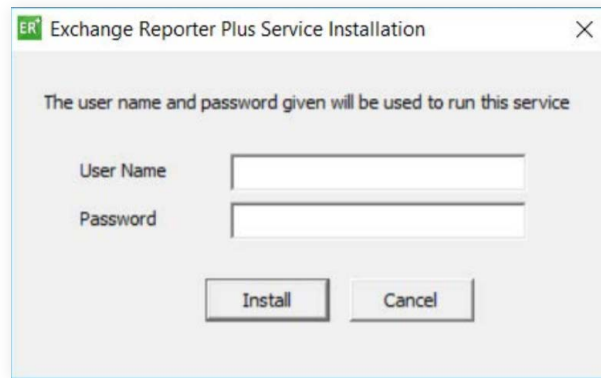 ER+ Exchange Reporter Plus Service Installation
The user name and password given will be used to run this service
User Name
Password
Install Cancel